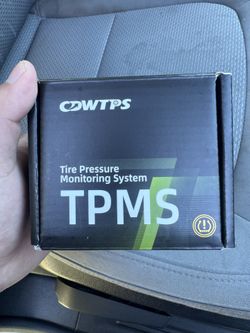 CDWTPS
Tire Pressure
Monitoring System
TPMS